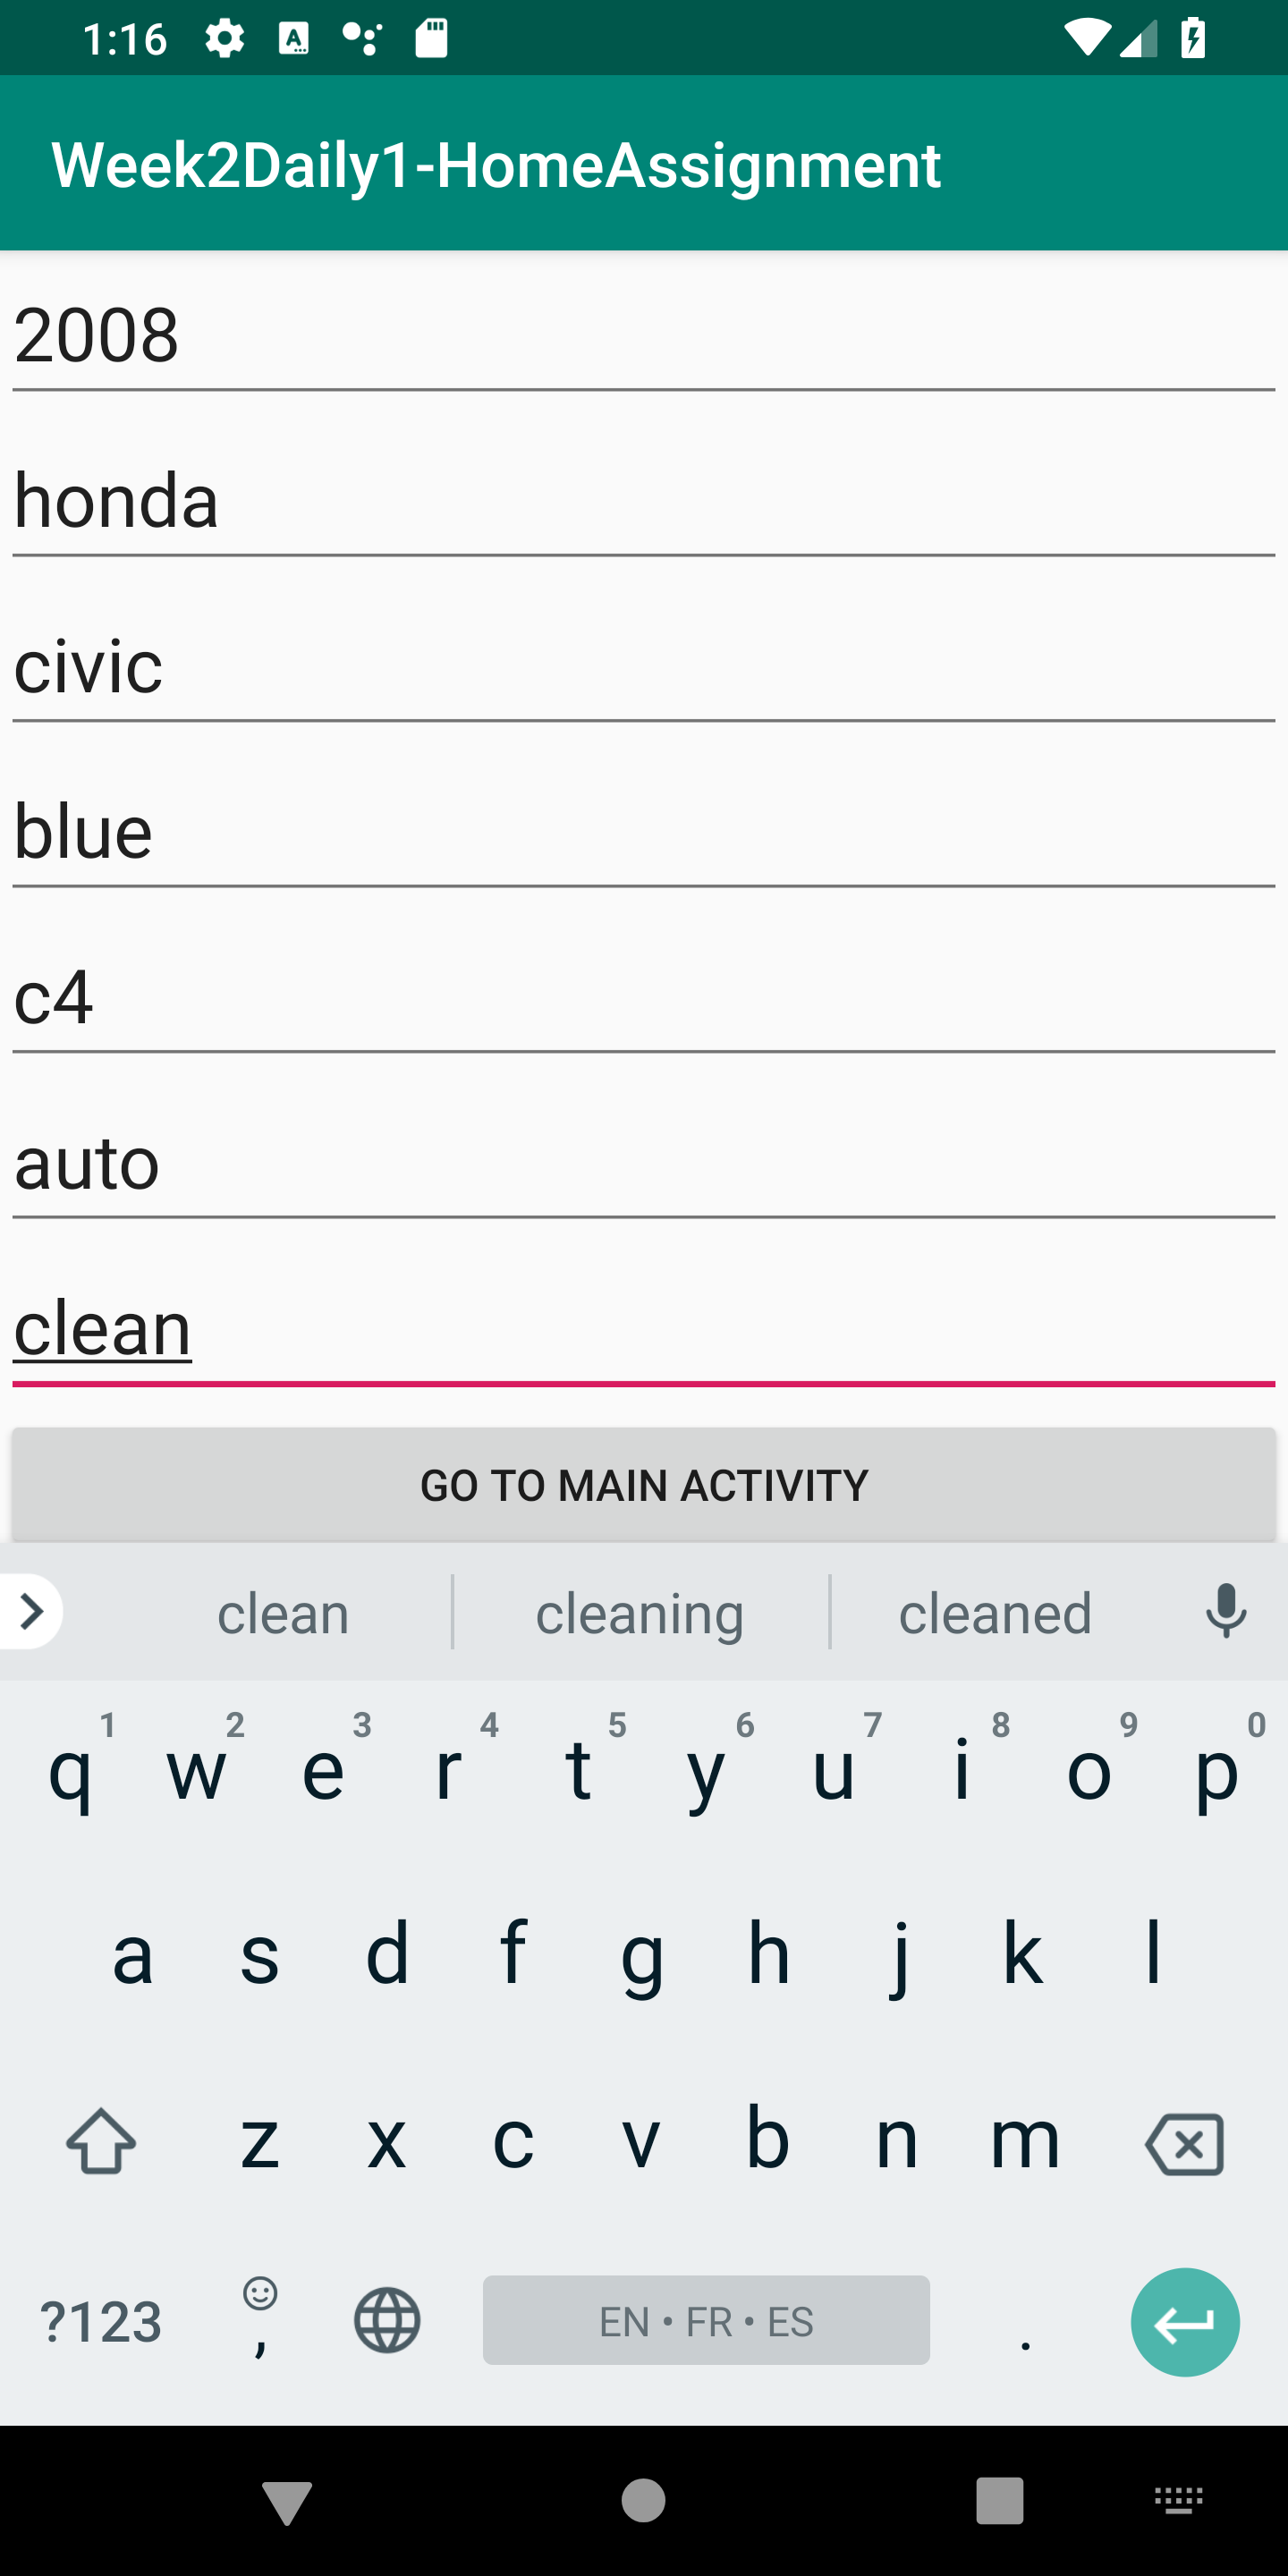 1:16
Week2Daily1-HomeAssignment
2008
honda
civic
blue
c4
auto
clean
GO TO MAIN ACTIVITY
clean cleaning cleaned
1 2 3 4 5 6 7 8 9 0
q w e r t y u i o p
a s d f g h j k l
z x c v b n m
?123 , EN • FR • ES .